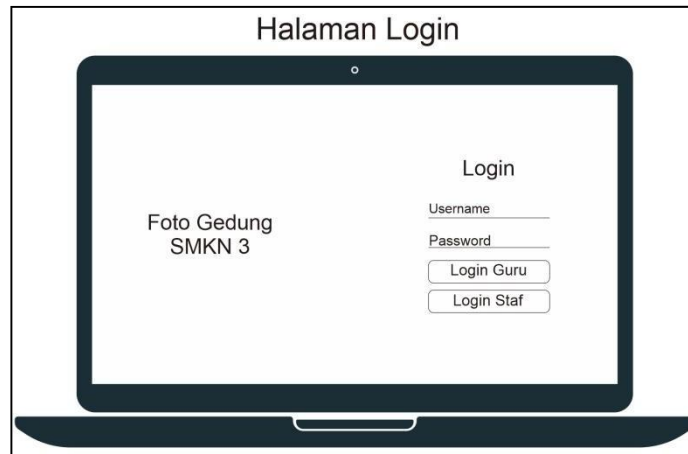 Halaman Login
Foto Gedung
SMKN 3
Login
Username
Password
Login Guru
Login Staf